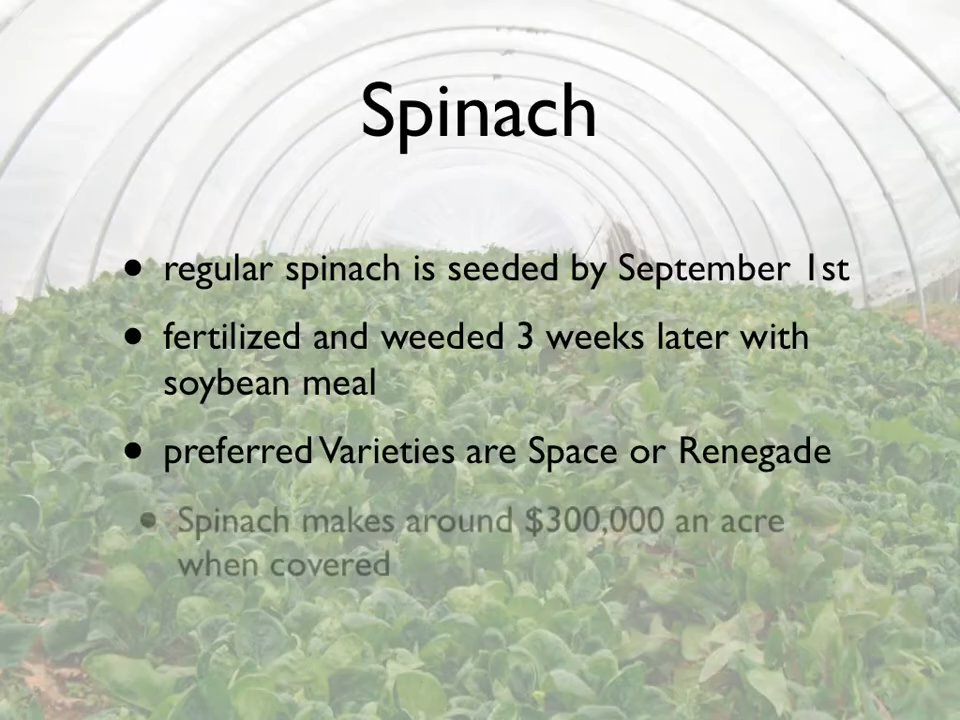 Spinach
• regular spinach is seeded by September 1st
• fertilized and weeded 3 weeks later with
soybean meal
• preferred Varieties are Space or Renegade
• Spinach makes around $300,000 an acre
when covered